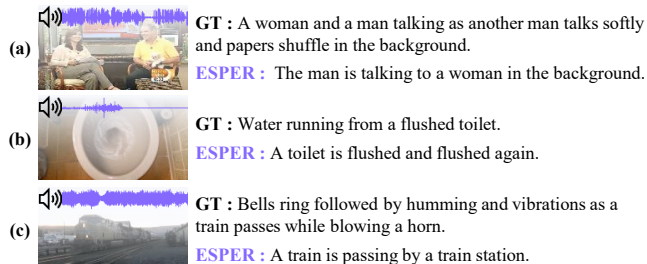 (a)
GT : A woman and a man talking as another man talks softly
and papers shuffle in the background.
ESPER : The man is talking to a woman in the background.
(b)
GT : Water running from a flushed toilet.
ESPER : A toilet is flushed and flushed again.
(c)
GT : Bells ring followed by humming and vibrations as a
train passes while blowing a horn.
ESPER : A train is passing by a train station.